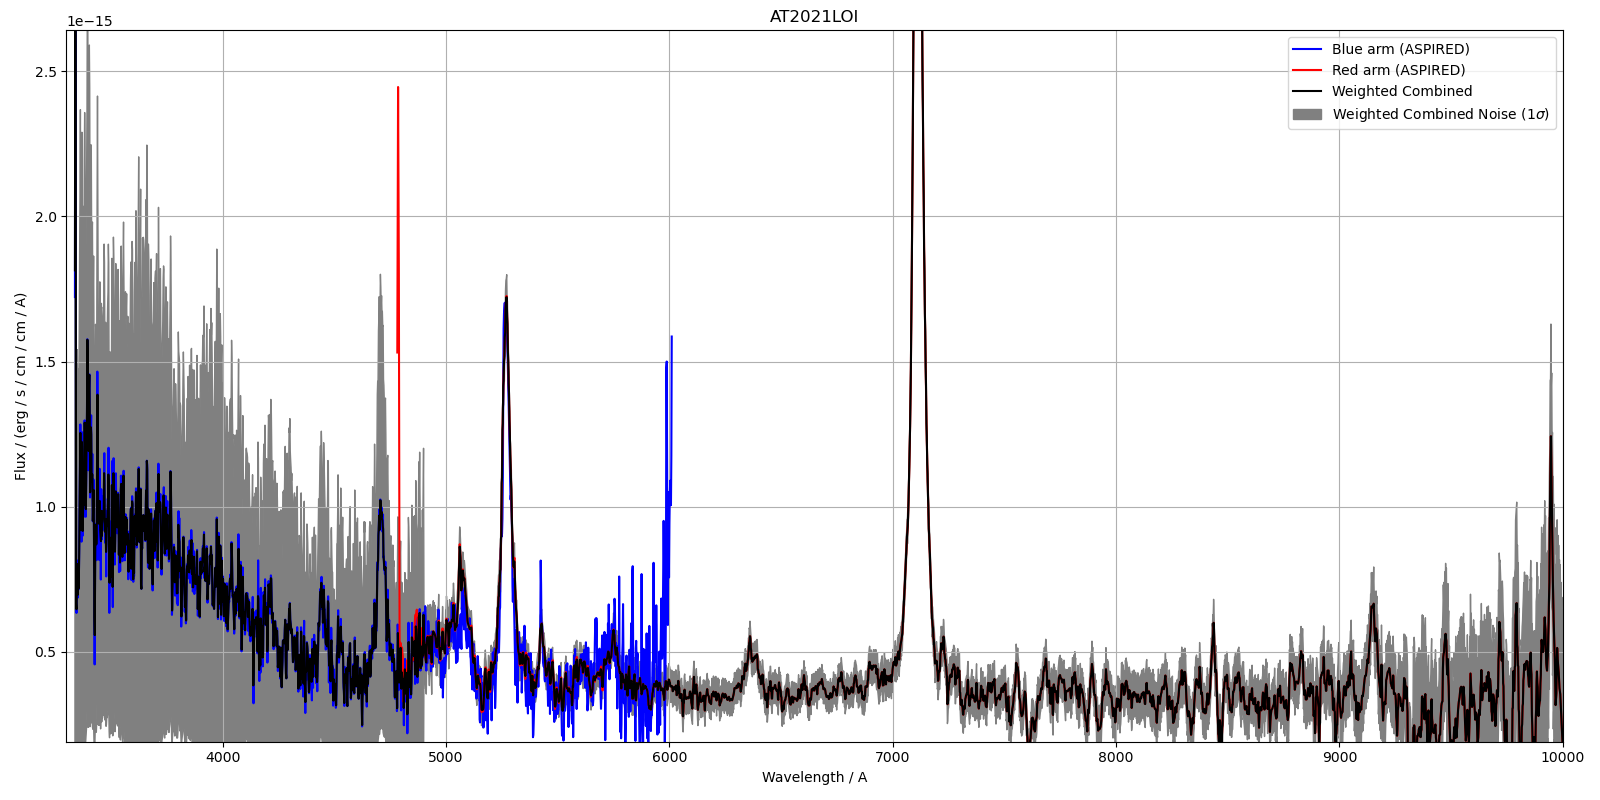 AT2021LOI
1e−15
Blue arm (ASPIRED)
Red arm (ASPIRED)
Weighted Combined
Weighted Combined Noise (1σ)
2.5
2.0
1.5
1.0
0.5
Flux / (erg / s / cm / cm / A)
4000 5000 6000 7000 8000 9000 10000
Wavelength / A